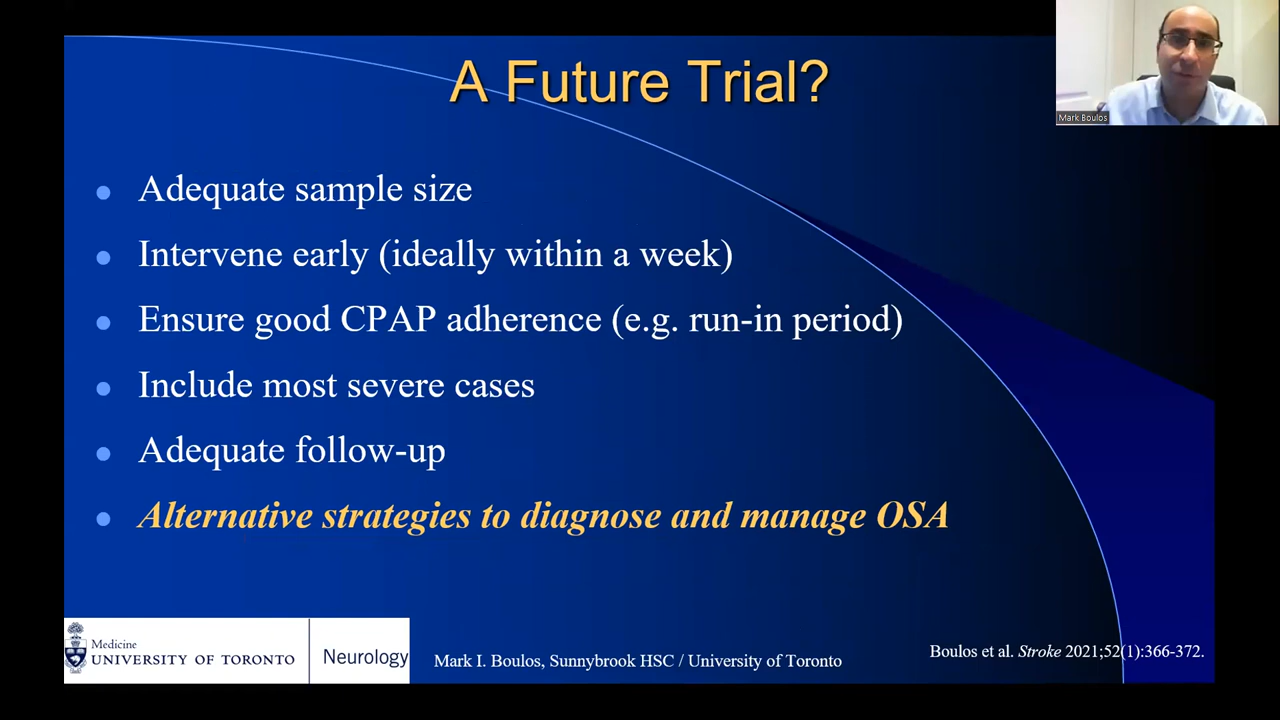 A Future Trial?
Mark Boulos
Adequate sample size
Intervene early (ideally within a week)
Ensure good CPAP adherence (e.g. run-in period)
Include most severe cases
Adequate follow-up
Alternative strategies to diagnose and manage OSA
Medicine
UNIVERSITY OF TORONTO
Neurology
Mark I. Boulos, Sunnybrook HSC / University of Toronto
Boulos et al. Stroke 2021;52(1):366-372.